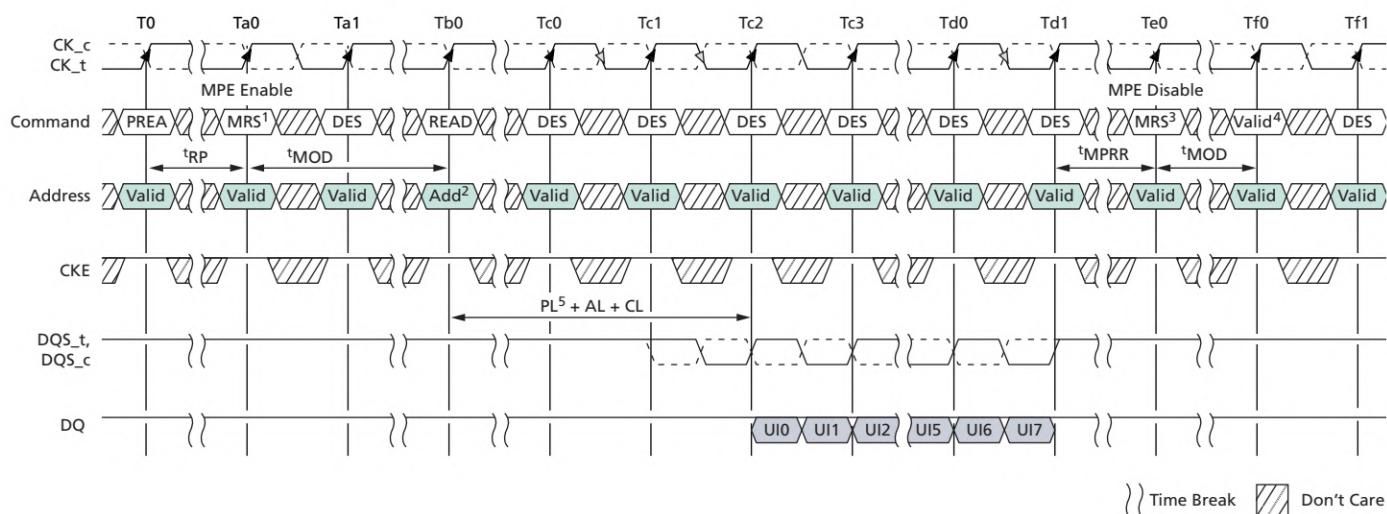 T0 Ta0 Ta1 Tb0 Tc0 Tc1 Tc2 Tc3 Td0 Td1 Te0 Tf0 Tf1
CK_c
CK_t
MPE Enable MPE Disable
Command PREA MRS1 DES READ DES DES DES DES DES DES MRS3 Valid4 DES
tRP tMOD tMPRR tMOD
Address Valid Valid Valid Add2 Valid Valid Valid Valid Valid Valid Valid Valid Valid
CKE
PL5 + AL + CL
DQS_t,
DQS_c
DQ UI0 UI1 UI2 UI5 UI6 UI7
Time Break Don't Care